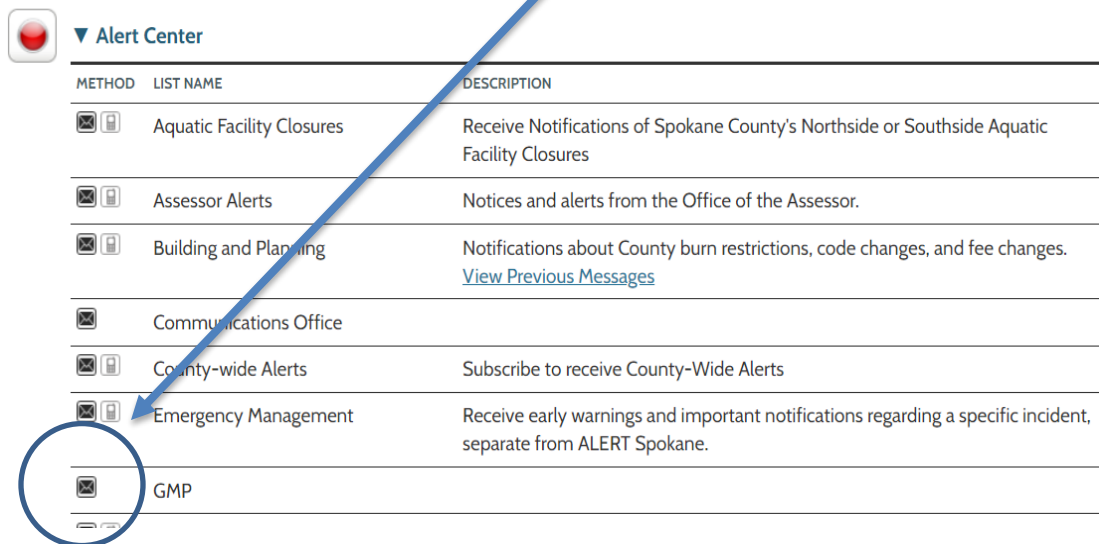 ▼ Alert Center
METHOD LIST NAME DESCRIPTION
Aquatic Facility Closures Receive Notifications of Spokane County's Northside or Southside Aquatic
Facility Closures
Assessor Alerts Notices and alerts from the Office of the Assessor.
Building and Planning Notifications about County burn restrictions, code changes, and fee changes.
View Previous Messages
Communications Office
County-wide Alerts Subscribe to receive County-Wide Alerts
Emergency Management Receive early warnings and important notifications regarding a specific incident,
separate from ALERT Spokane.
GMP